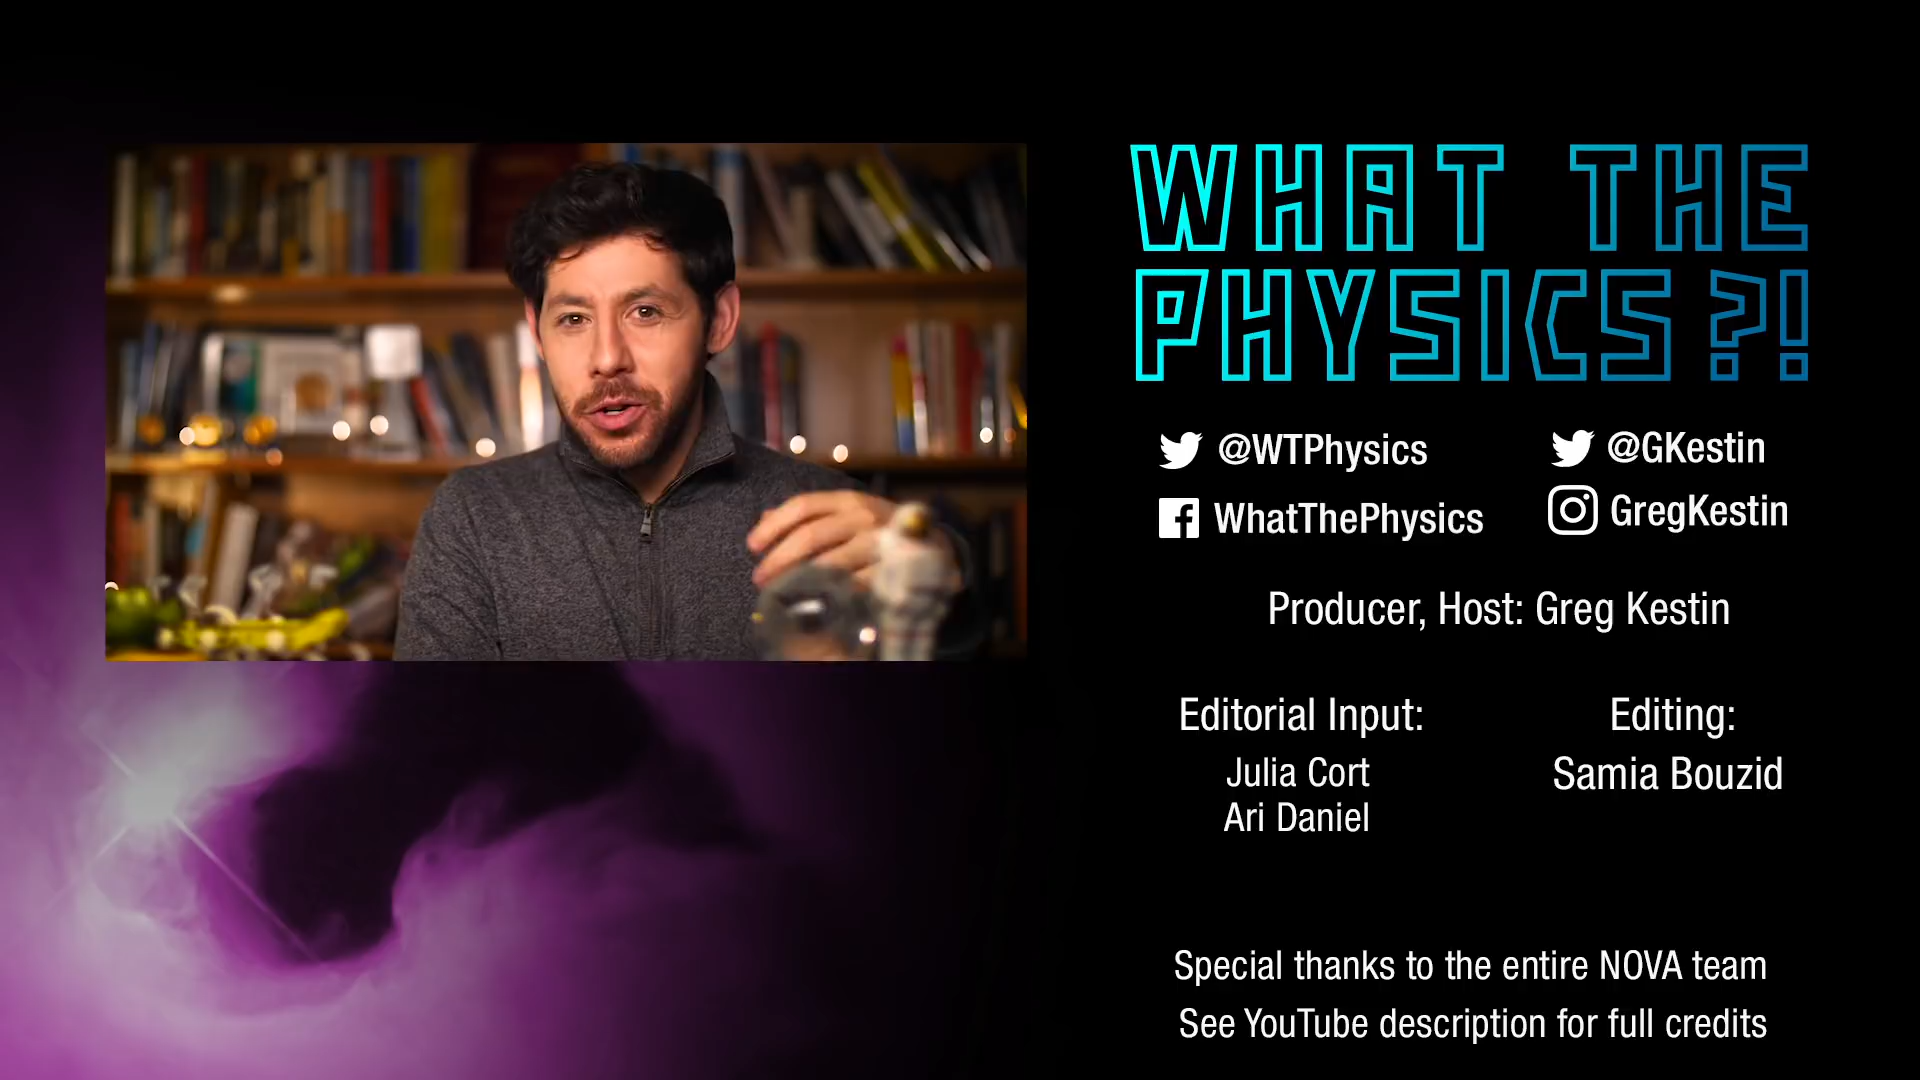 WHAT THE
PHYSICS?!
@WTPhysics
@GKestin
WhatThePhysics
GregKestin
Producer, Host: Greg Kestin
Editorial Input:
Julia Cort
Ari Daniel
Editing:
Samia Bouzid
Special thanks to the entire NOVA team
See YouTube description for full credits